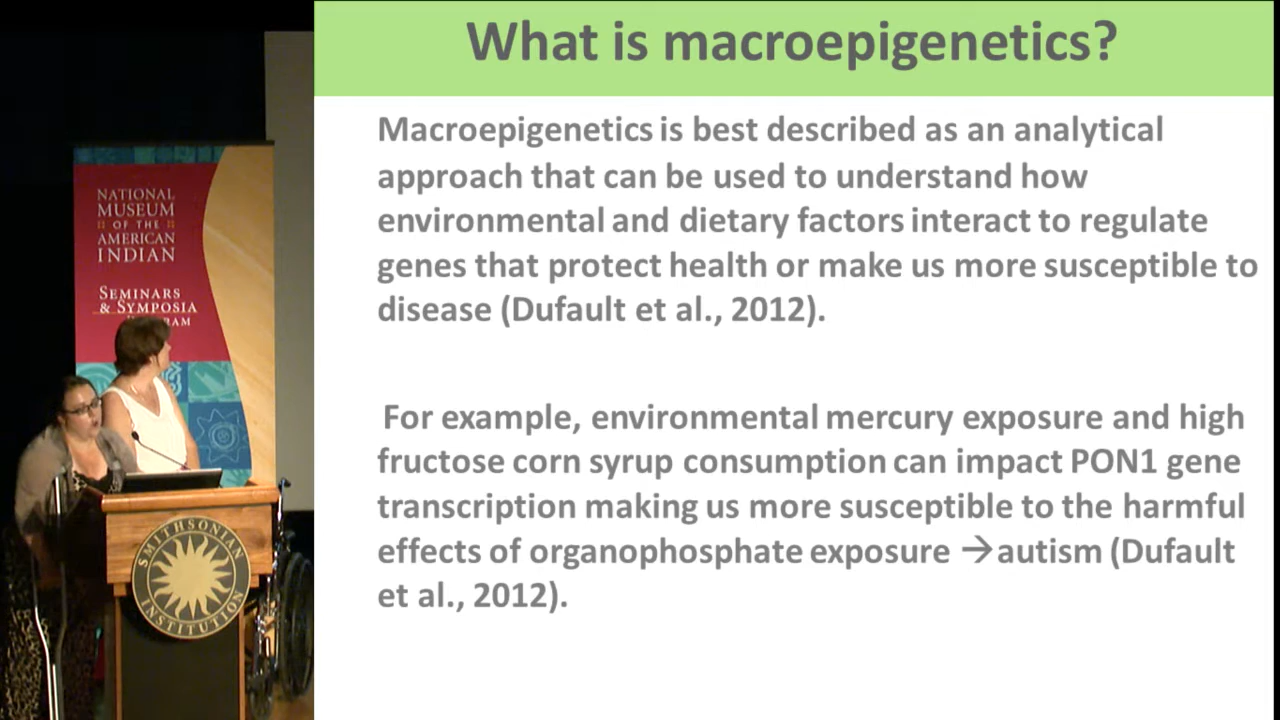 What is macroepigenetics?
Macroepigenetics is best described as an analytical
approach that can be used to understand how
environmental and dietary factors interact to regulate
genes that protect health or make us more susceptible to
disease (Dufault et al., 2012).
For example, environmental mercury exposure and high
fructose corn syrup consumption can impact PON1 gene
transcription making us more susceptible to the harmful
effects of organophosphate exposure →autism (Dufault
et al., 2012).
NATIONAL
MUSEUM
OF THE
AMERICAN
INDIAN
SEMINARS
& SYMPOSIA
SMITHSONIAN
INSTITUTION